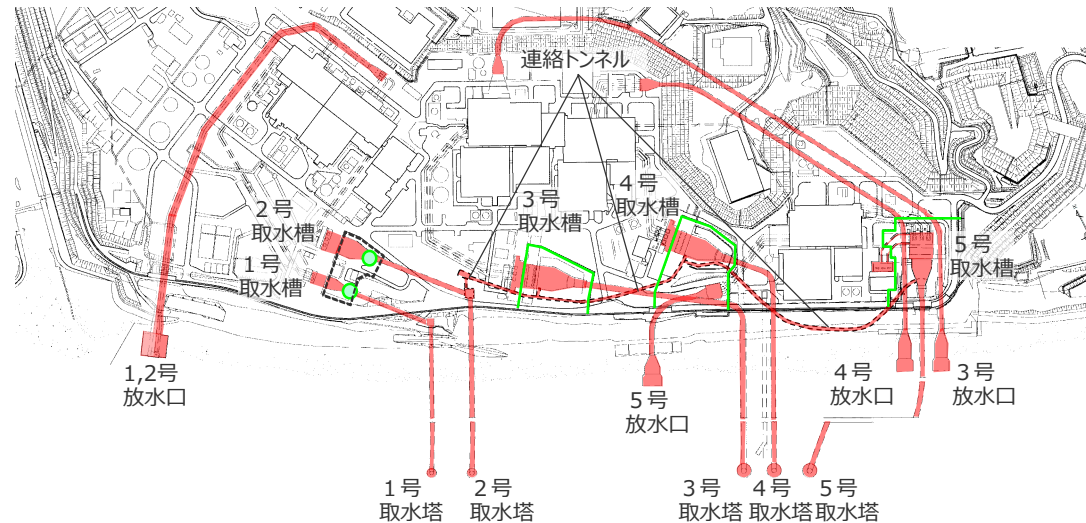 連絡トンネル
２号
取水槽
１号
取水槽
３号
取水槽
４号
取水槽
５号
取水槽
1,2号
放水口
５号
放水口
４号
放水口
３号
放水口
１号
取水塔
２号
取水塔
３号
取水塔
４号
取水塔
５号
取水塔